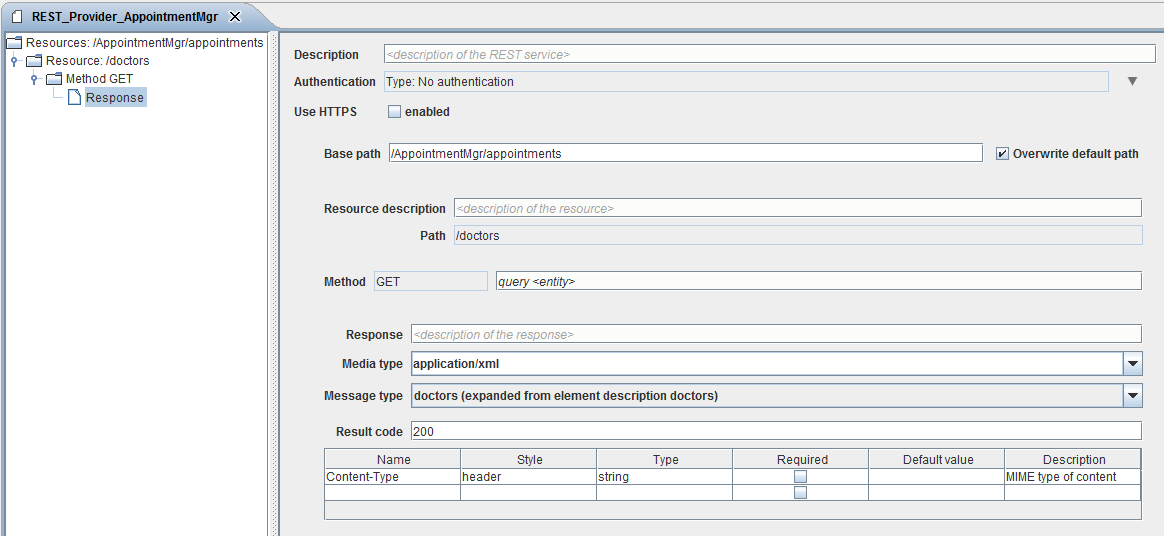 REST_Provider_AppointmentMgr
Resources: /AppointmentMgr/appointments
Resource: /doctors
Method GET
Response
Description <description of the REST service>
Authentication Type: No authentication
Use HTTPS enabled
Base path /AppointmentMgr/appointments Overwrite default path
Resource description <description of the resource>
Path /doctors
Method GET query <entity>
Response <description of the response>
Media type application/xml
Message type doctors (expanded from element description doctors)
Result code 200
Name Style Type Required Default value Description
Content-Type header string MIME type of content